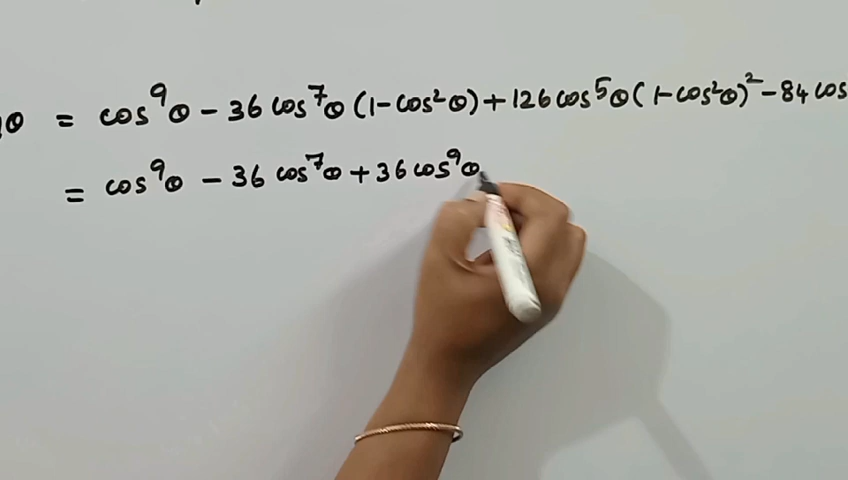 θ = cos⁹θ − 36 cos⁷θ (1−cos²θ) + 126 cos⁵θ (1−cos²θ)² − 84 cos
= cos⁹θ − 36 cos⁷θ + 36 cos⁹θ